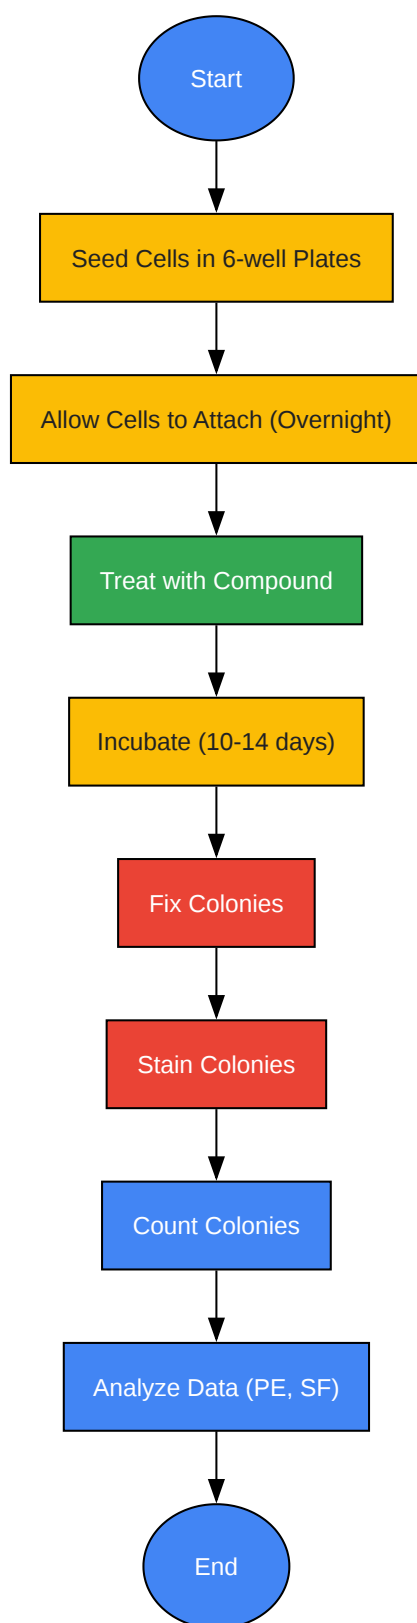 Start
Seed Cells in 6-well Plates
Allow Cells to Attach (Overnight)
Treat with Compound
Incubate (10-14 days)
Fix Colonies
Stain Colonies
Count Colonies
Analyze Data (PE, SF)
End